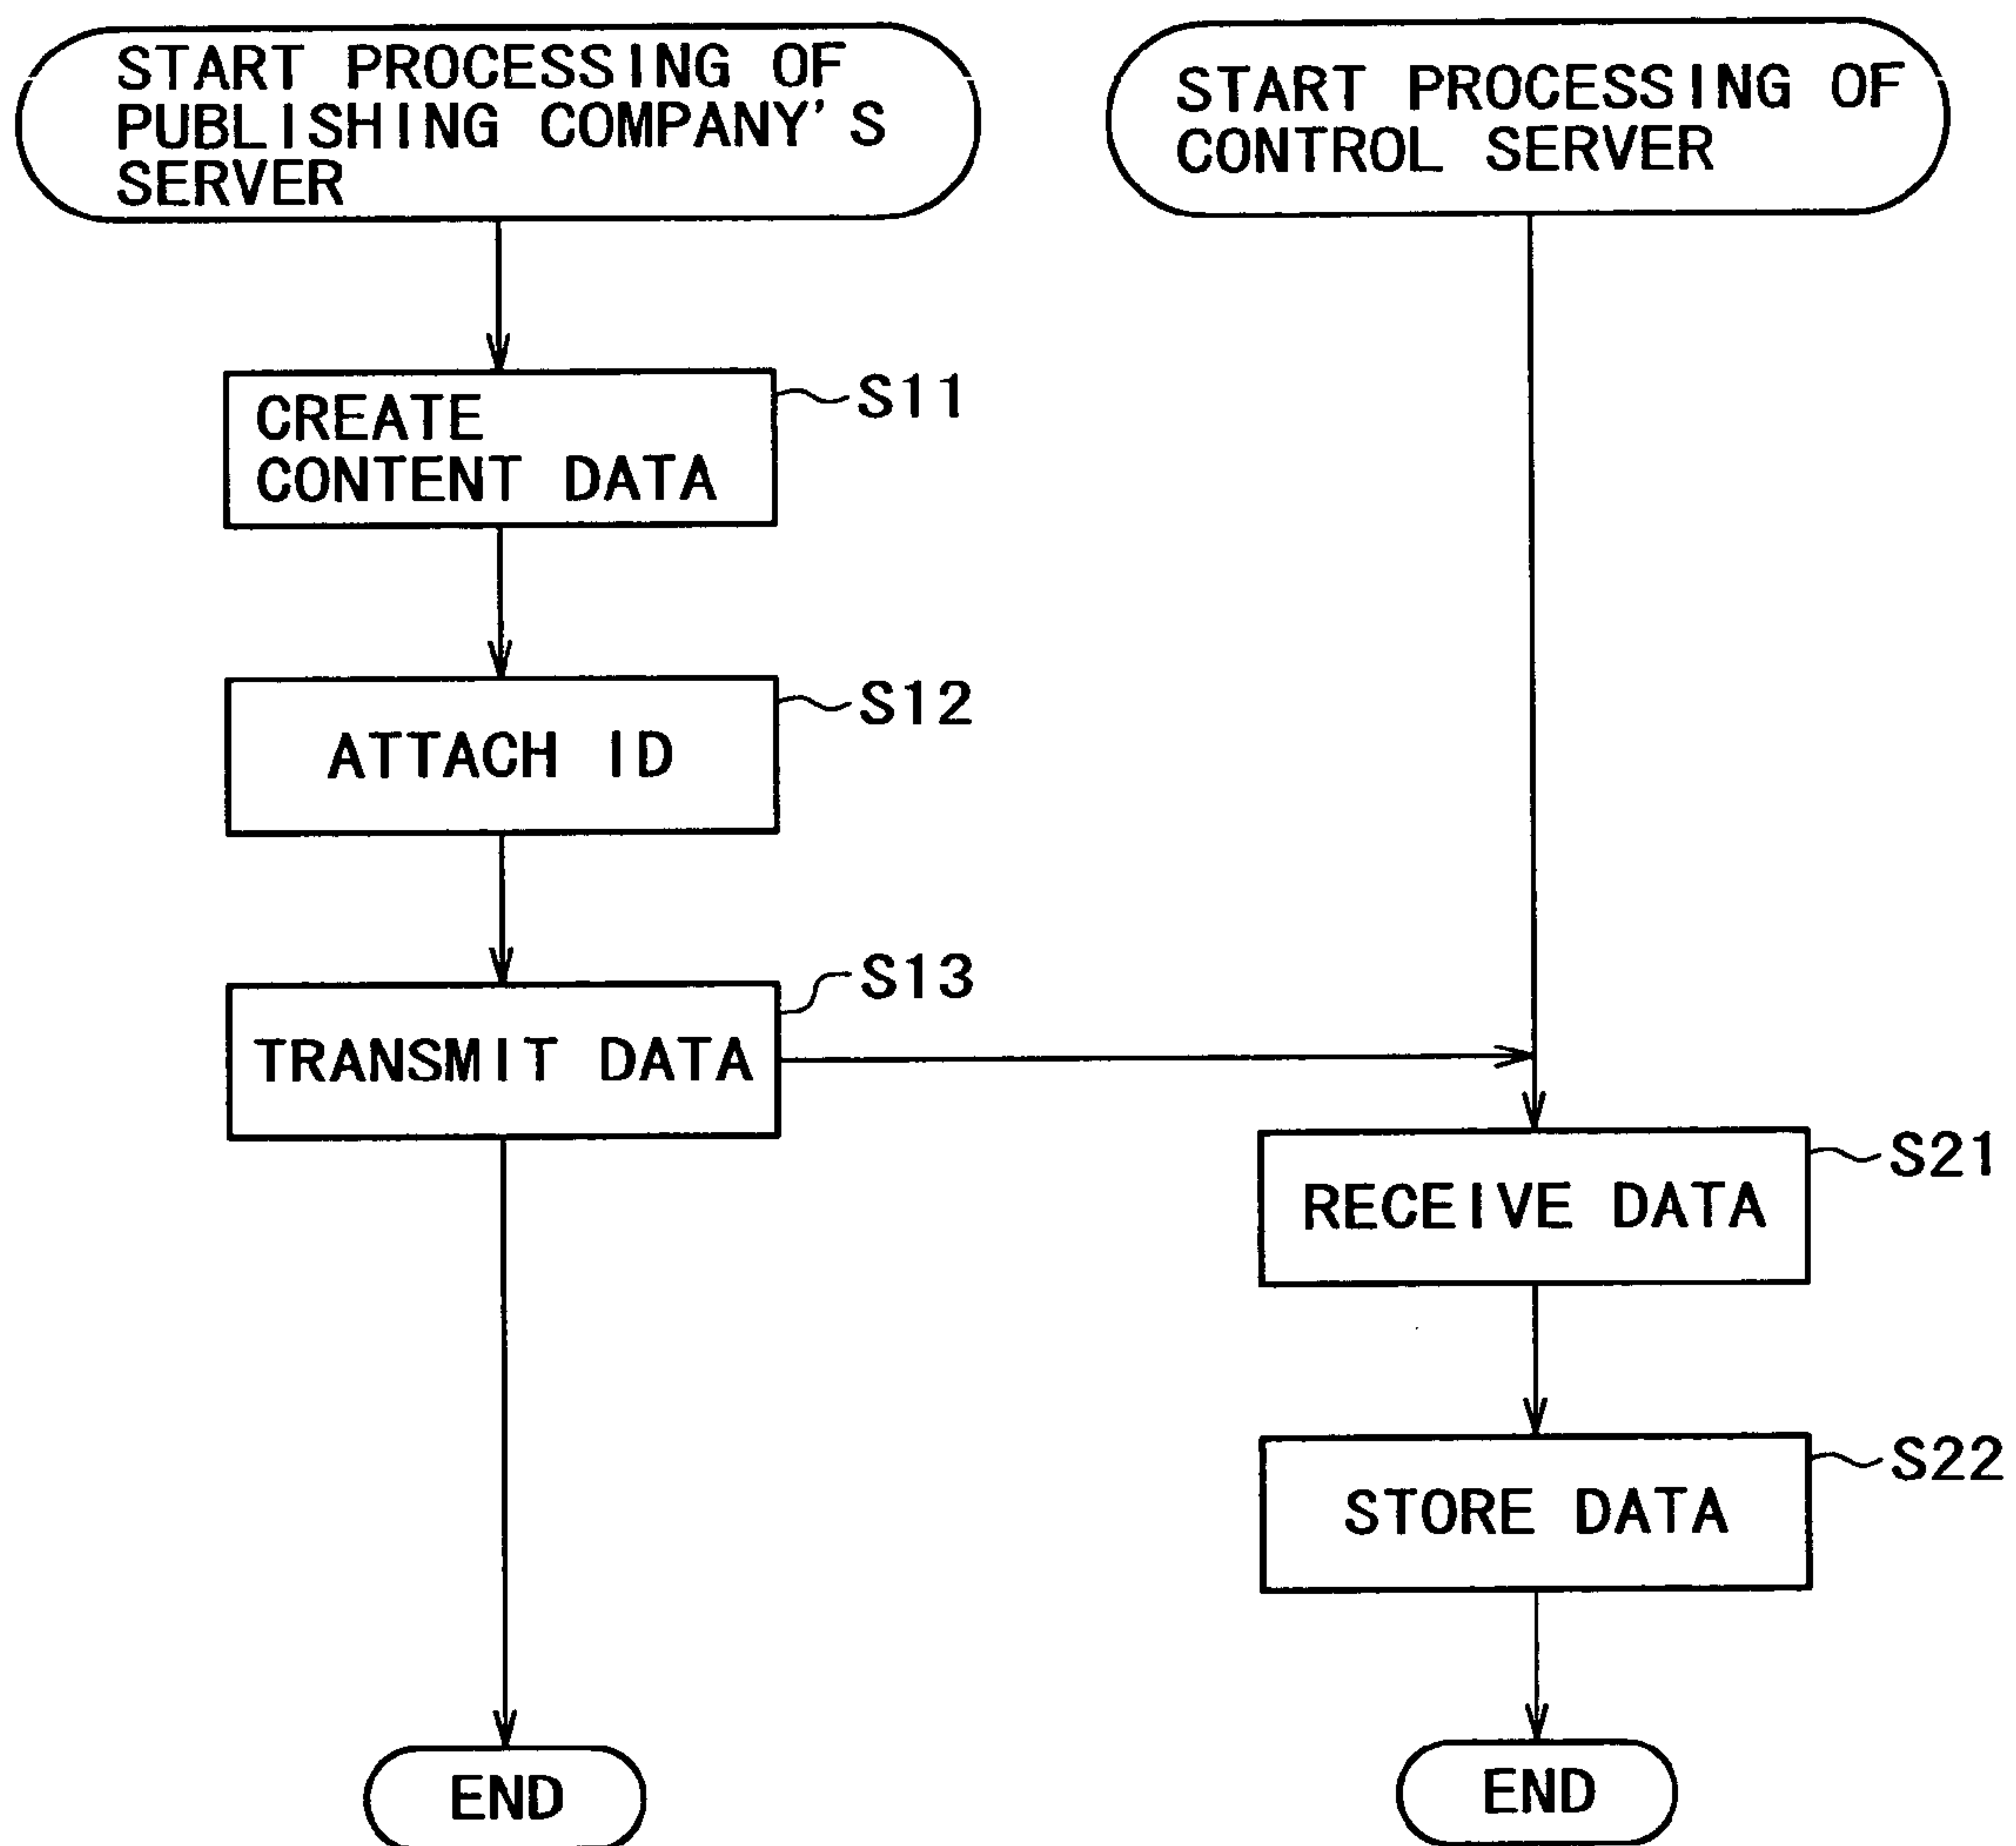 START PROCESSING OF
PUBLISHING COMPANY'S
SERVER
CREATE
CONTENT DATA
S11
ATTACH ID
S12
TRANSMIT DATA
S13
END
START PROCESSING OF
CONTROL SERVER
RECEIVE DATA
S21
STORE DATA
S22
END